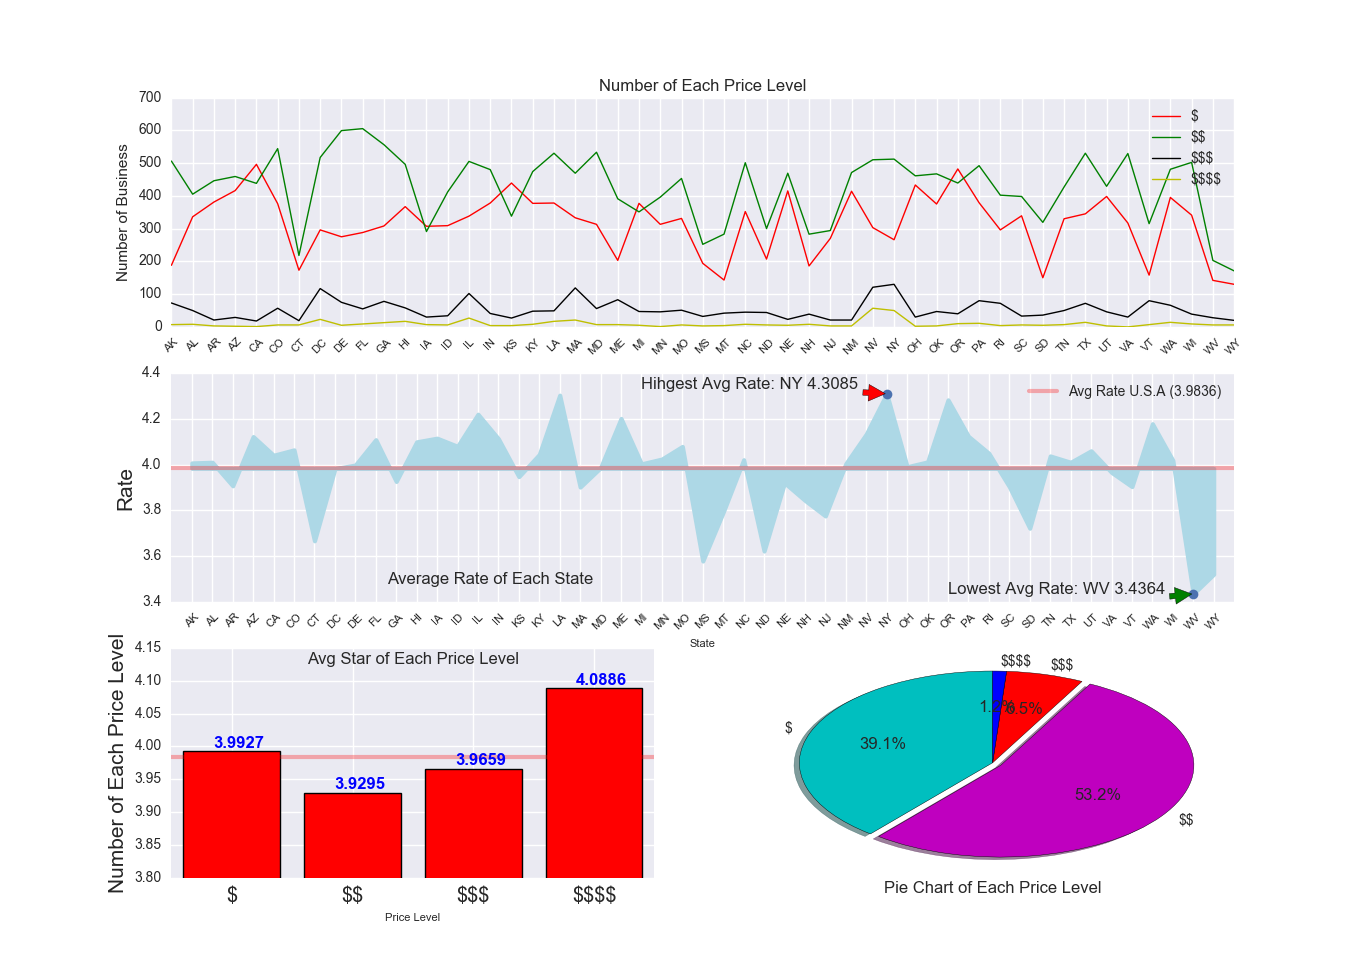 Number of Each Price Level
Number of Business
700
600
500
400
300
200
100
0
$
$$
$$$
$$$$
AK AL AR AZ CA CO CT DC DE FL GA HI IA ID IL IN KS KY LA MA MD ME MI MN MO MS MT NC ND NE NH NJ NM NV NY OH OK OR PA RI SC SD TN TX UT VA VT WA WI WV WY
Rate
4.4
4.2
4.0
3.8
3.6
3.4
Hihgest Avg Rate: NY 4.3085
Avg Rate U.S.A (3.9836)
Average Rate of Each State
Lowest Avg Rate: WV 3.4364
AK AL AR AZ CA CO CT DC DE FL GA HI IA ID IL IN KS KY LA MA MD ME MI MN MO MS MT NC ND NE NH NJ NM NV NY OH OK OR PA RI SC SD TN TX UT VA VT WA WI WV WY
State
Number of Each Price Level
4.15
4.10
4.05
4.00
3.95
3.90
3.85
3.80
Avg Star of Each Price Level
3.9927
3.9295
3.9659
4.0886
$ $$ $$$ $$$$
Price Level
$$$$
$$$
$
39.1%
53.2%
$$
Pie Chart of Each Price Level